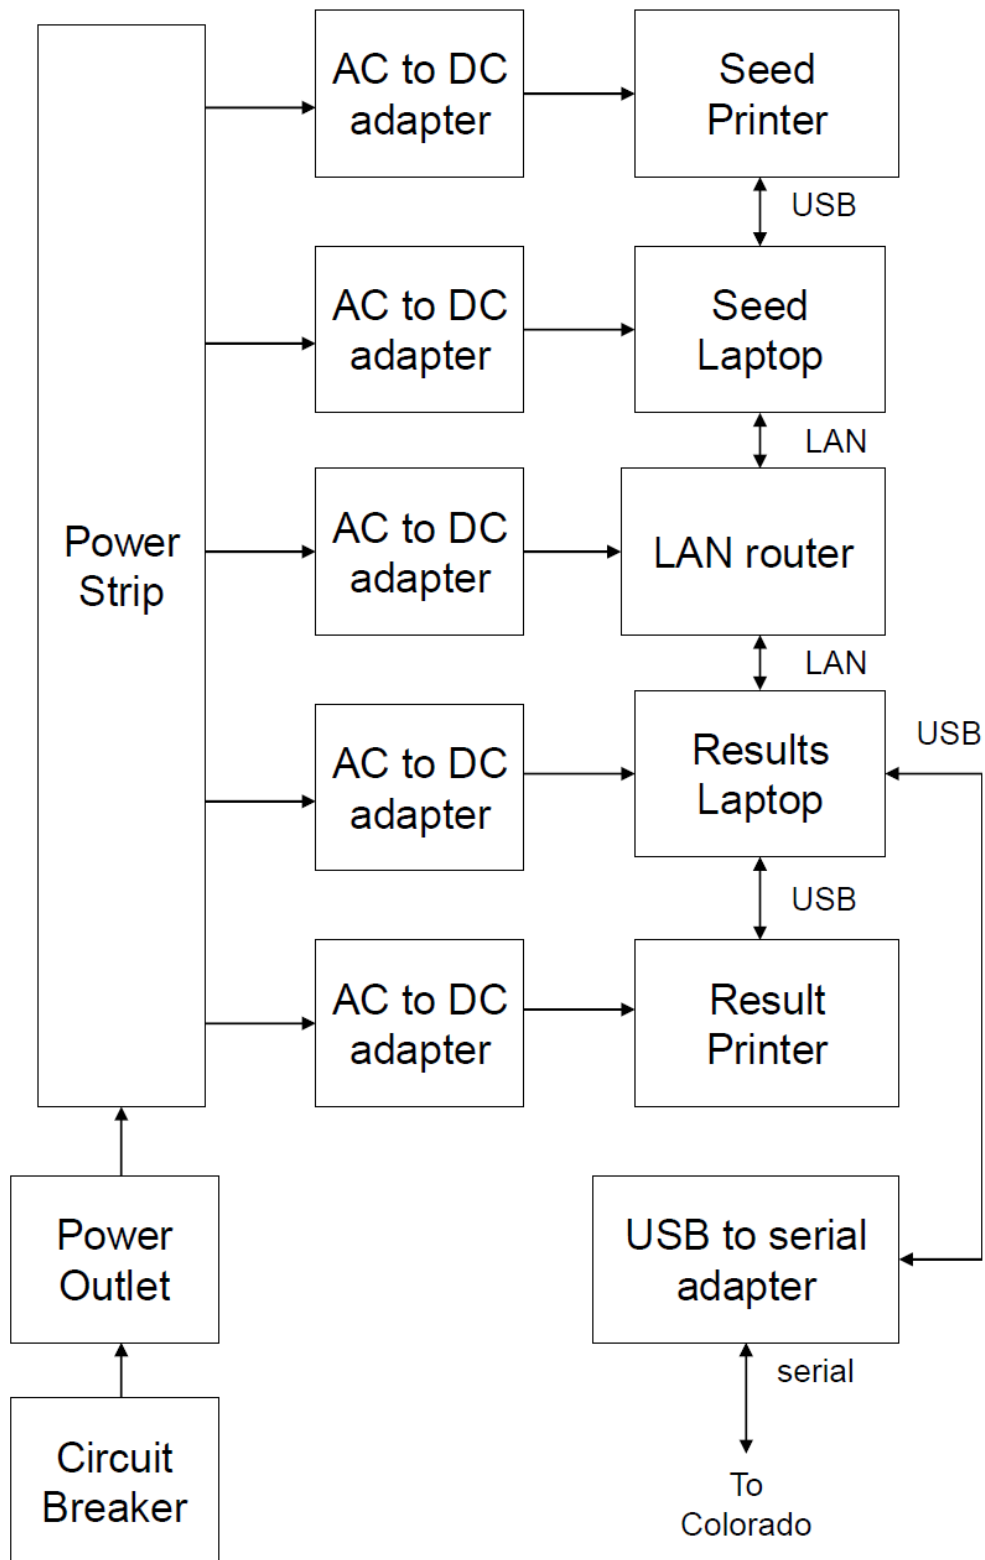 AC to DC
adapter
Seed
Printer
USB
AC to DC
adapter
Seed
Laptop
LAN
Power
Strip
AC to DC
adapter
LAN router
LAN
AC to DC
adapter
Results
Laptop
USB
USB
AC to DC
adapter
Result
Printer
Power
Outlet
USB to serial
adapter
serial
Circuit
Breaker
To
Colorado